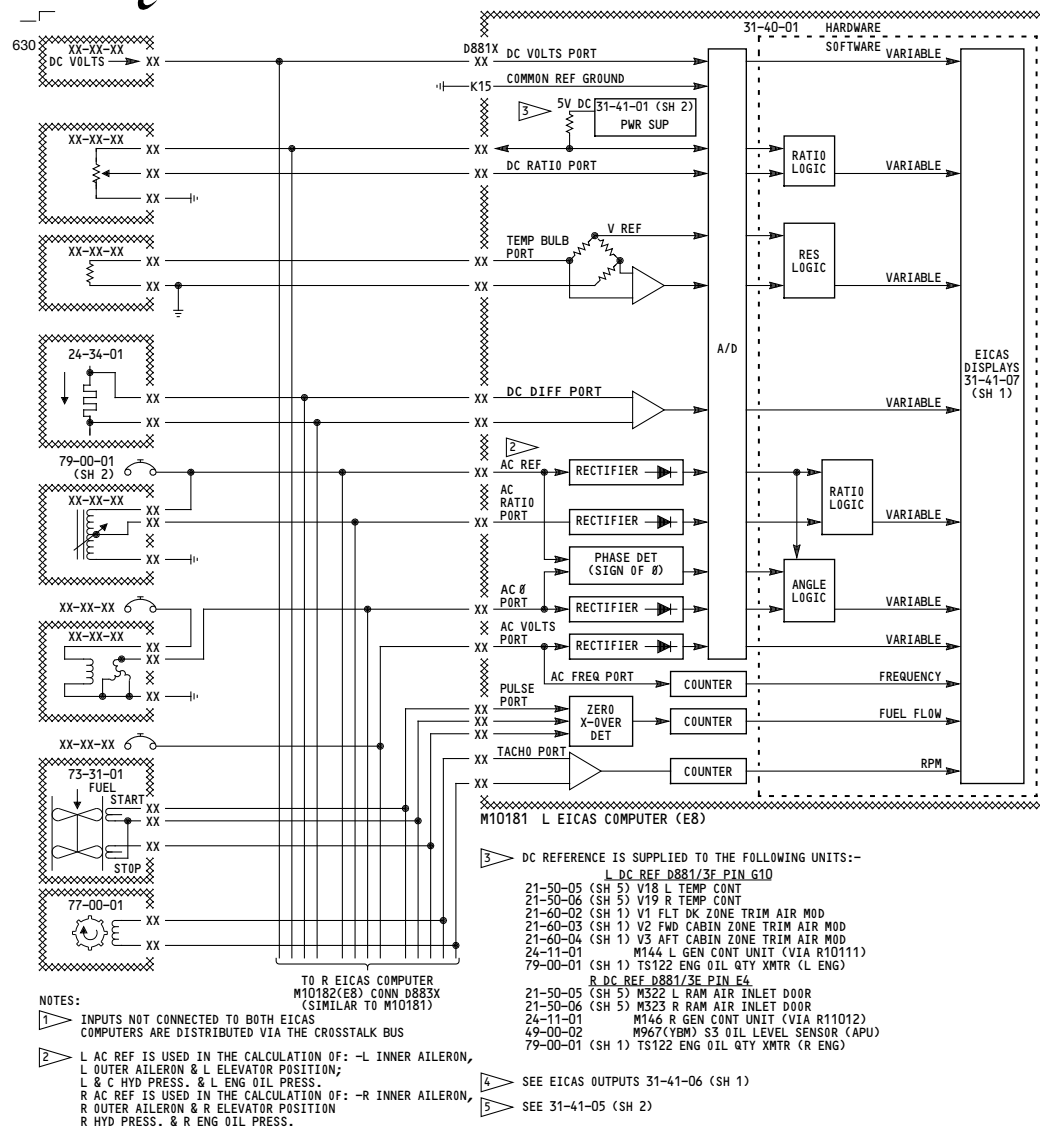 630
XX-XX-XX
DC VOLTS XX
D881X
XX DC VOLTS PORT
31-40-01 HARDWARE
SOFTWARE
VARIABLE
K15 COMMON REF GROUND
3
5V DC 31-41-01 (SH 2)
PWR SUP
XX-XX-XX
XX
XX
XX
XX
XX DC RATIO PORT
RATIO
LOGIC
VARIABLE
XX-XX-XX
XX
XX
XX TEMP BULB
PORT
V REF
XX
RES
LOGIC
VARIABLE
A/D
EICAS
DISPLAYS
31-41-07
(SH 1)
24-34-01
XX
XX
XX DC DIFF PORT
XX
VARIABLE
2
79-00-01
(SH 2)
XX AC REF
RECTIFIER
XX-XX-XX
XX
XX
XX
XX AC
RATIO
PORT
RECTIFIER
RATIO
LOGIC
VARIABLE
PHASE DET
(SIGN OF Ø)
ANGLE
LOGIC
XX-XX-XX
XX AC Ø
PORT
RECTIFIER
VARIABLE
XX-XX-XX
XX
XX
XX
XX AC VOLTS
PORT
RECTIFIER
VARIABLE
AC FREQ PORT
COUNTER
FREQUENCY
PULSE
PORT
XX
XX
XX
ZERO
X-OVER
DET
COUNTER
FUEL FLOW
XX-XX-XX
XX TACHO PORT
XX
COUNTER
RPM
73-31-01
FUEL
START
XX
XX
XX
STOP
M10181 L EICAS COMPUTER (E8)
77-00-01
XX
XX
TO R EICAS COMPUTER
M10182(E8) CONN D883X
(SIMILAR TO M10181)
NOTES:
1 INPUTS NOT CONNECTED TO BOTH EICAS
COMPUTERS ARE DISTRIBUTED VIA THE CROSSTALK BUS
2 L AC REF IS USED IN THE CALCULATION OF: -L INNER AILERON,
L OUTER AILERON & L ELEVATOR POSITION;
L & C HYD PRESS. & L ENG OIL PRESS.
R AC REF IS USED IN THE CALCULATION OF: -R INNER AILERON,
R OUTER AILERON & R ELEVATOR POSITION
R HYD PRESS. & R ENG OIL PRESS.
3 DC REFERENCE IS SUPPLIED TO THE FOLLOWING UNITS:-
L DC REF D881/3F PIN G10
21-50-05 (SH 5) V18 L TEMP CONT
21-50-06 (SH 5) V19 R TEMP CONT
21-60-02 (SH 1) V1 FLT DK ZONE TRIM AIR MOD
21-60-03 (SH 1) V2 FWD CABIN ZONE TRIM AIR MOD
21-60-04 (SH 1) V3 AFT CABIN ZONE TRIM AIR MOD
24-11-01 M144 L GEN CONT UNIT (VIA R10111)
79-00-01 (SH 1) TS122 ENG OIL QTY XMTR (L ENG)
R DC REF D881/3E PIN E4
21-50-05 (SH 5) M322 L RAM AIR INLET DOOR
21-50-06 (SH 5) M323 R RAM AIR INLET DOOR
24-11-01 M146 R GEN CONT UNIT (VIA R11012)
49-00-02 M967(YBM) S3 OIL LEVEL SENSOR (APU)
79-00-01 (SH 1) TS122 ENG OIL QTY XMTR (R ENG)
4 SEE EICAS OUTPUTS 31-41-06 (SH 1)
5 SEE 31-41-05 (SH 2)